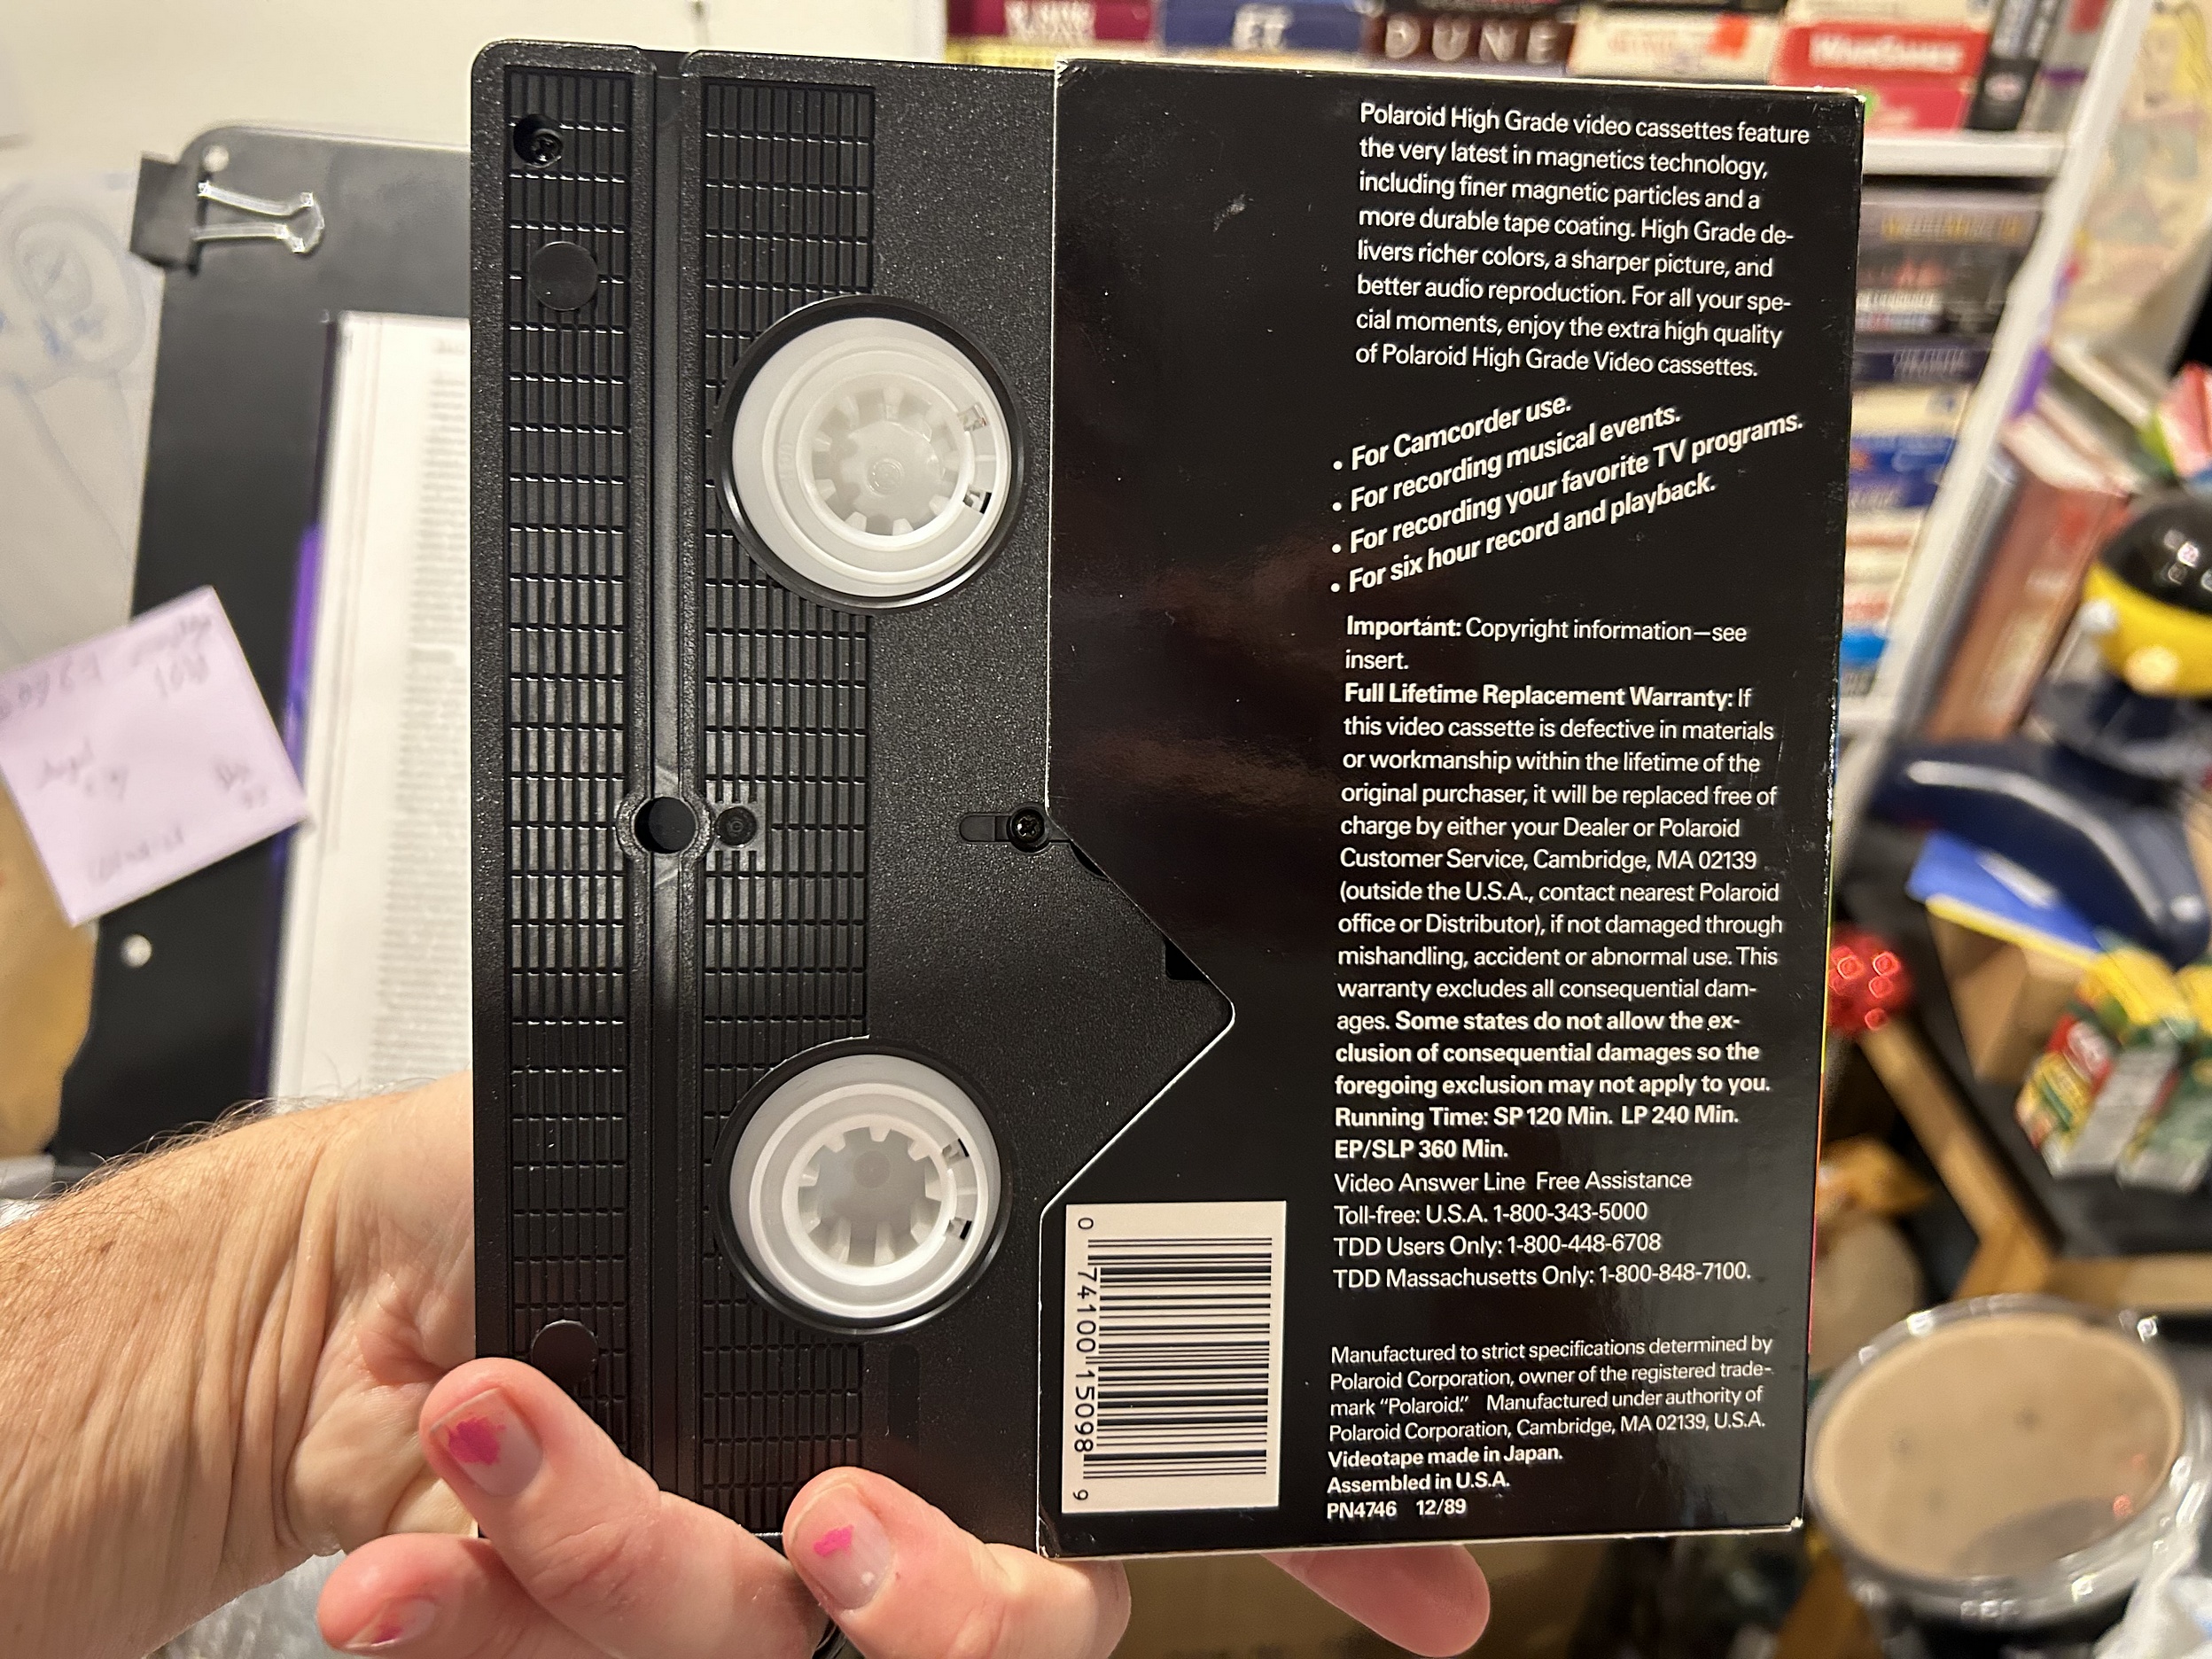 ET
DUNE
WARGAMES
Polaroid High Grade video cassettes feature
the very latest in magnetics technology,
including finer magnetic particles and a
more durable tape coating. High Grade de-
livers richer colors, a sharper picture, and
better audio reproduction. For all your spe-
cial moments, enjoy the extra high quality
of Polaroid High Grade Video cassettes.
• For Camcorder use.
• For recording musical events.
• For recording your favorite TV programs.
• For six hour record and playback.
Important: Copyright information—see
insert.
Full Lifetime Replacement Warranty: If
this video cassette is defective in materials
or workmanship within the lifetime of the
original purchaser, it will be replaced free of
charge by either your Dealer or Polaroid
Customer Service, Cambridge, MA 02139
(outside the U.S.A., contact nearest Polaroid
office or Distributor), if not damaged through
mishandling, accident or abnormal use. This
warranty excludes all consequential dam-
ages. Some states do not allow the ex-
clusion of consequential damages so the
foregoing exclusion may not apply to you.
Running Time: SP 120 Min. LP 240 Min.
EP/SLP 360 Min.
Video Answer Line Free Assistance
Toll-free: U.S.A. 1-800-343-5000
TDD Users Only: 1-800-448-6708
TDD Massachusetts Only: 1-800-848-7100.
0 74100 15098 9
Manufactured to strict specifications determined by
Polaroid Corporation, owner of the registered trade-
mark “Polaroid.” Manufactured under authority of
Polaroid Corporation, Cambridge, MA 02139, U.S.A.
Videotape made in Japan.
Assembled in U.S.A.
PN4746 12/89